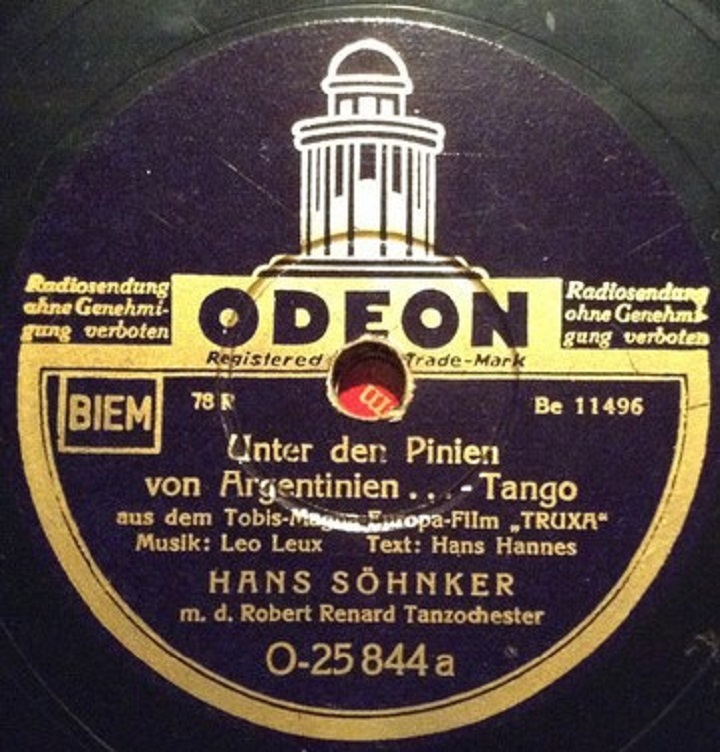 Radiosendung
ohne Genehmi-
gung verboten
ODEON
Registered Trade-Mark
Radiosendung
ohne Genehmi-
gung verboten
BIEM
78
Be 11496
Unter den Pinien
von Argentinien...-Tango
aus dem Tobis-Magna-Europa-Film „TRUXA“
Musik: Leo Leux Text: Hans Hannes
HANS SÖHNKER
m. d. Robert Renard Tanzorchester
O-25844a